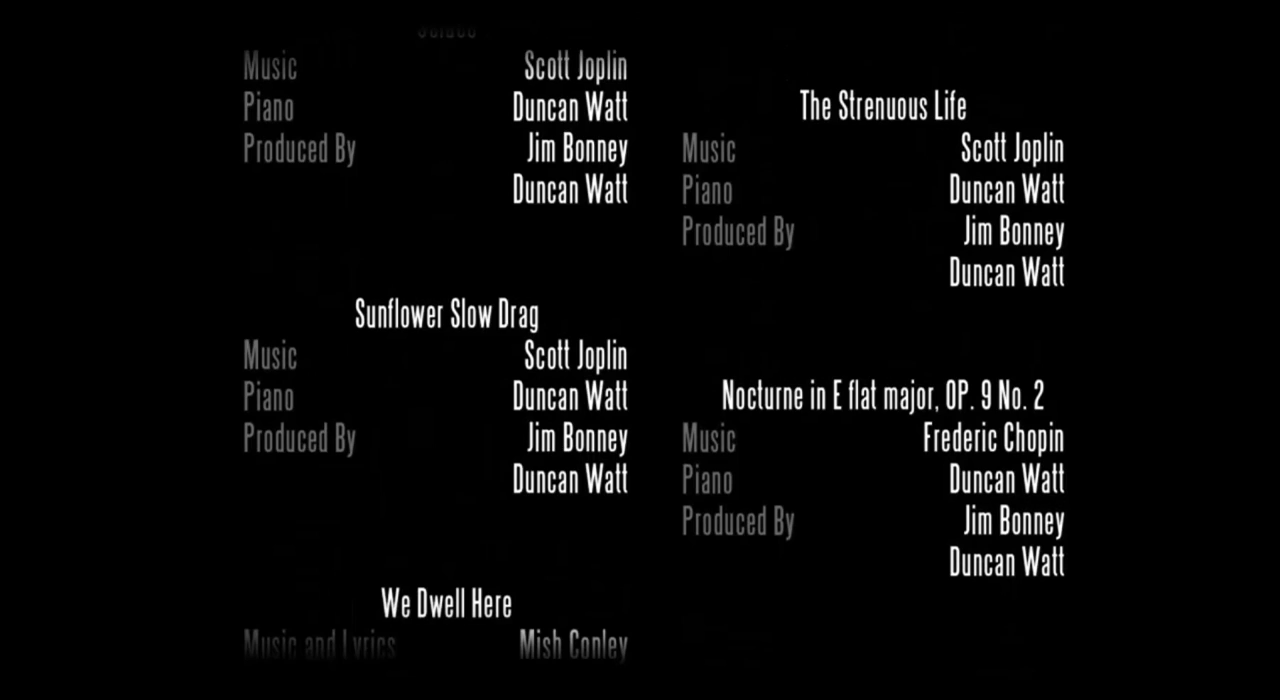 Music Scott Joplin
Piano Duncan Watt
Produced By Jim Bonney
Duncan Watt
Sunflower Slow Drag
Music Scott Joplin
Piano Duncan Watt
Produced By Jim Bonney
Duncan Watt
We Dwell Here
Music and Lyrics Mish Conley
The Strenuous Life
Music Scott Joplin
Piano Duncan Watt
Produced By Jim Bonney
Duncan Watt
Nocturne in E flat major, OP. 9 No. 2
Music Frederic Chopin
Piano Duncan Watt
Produced By Jim Bonney
Duncan Watt